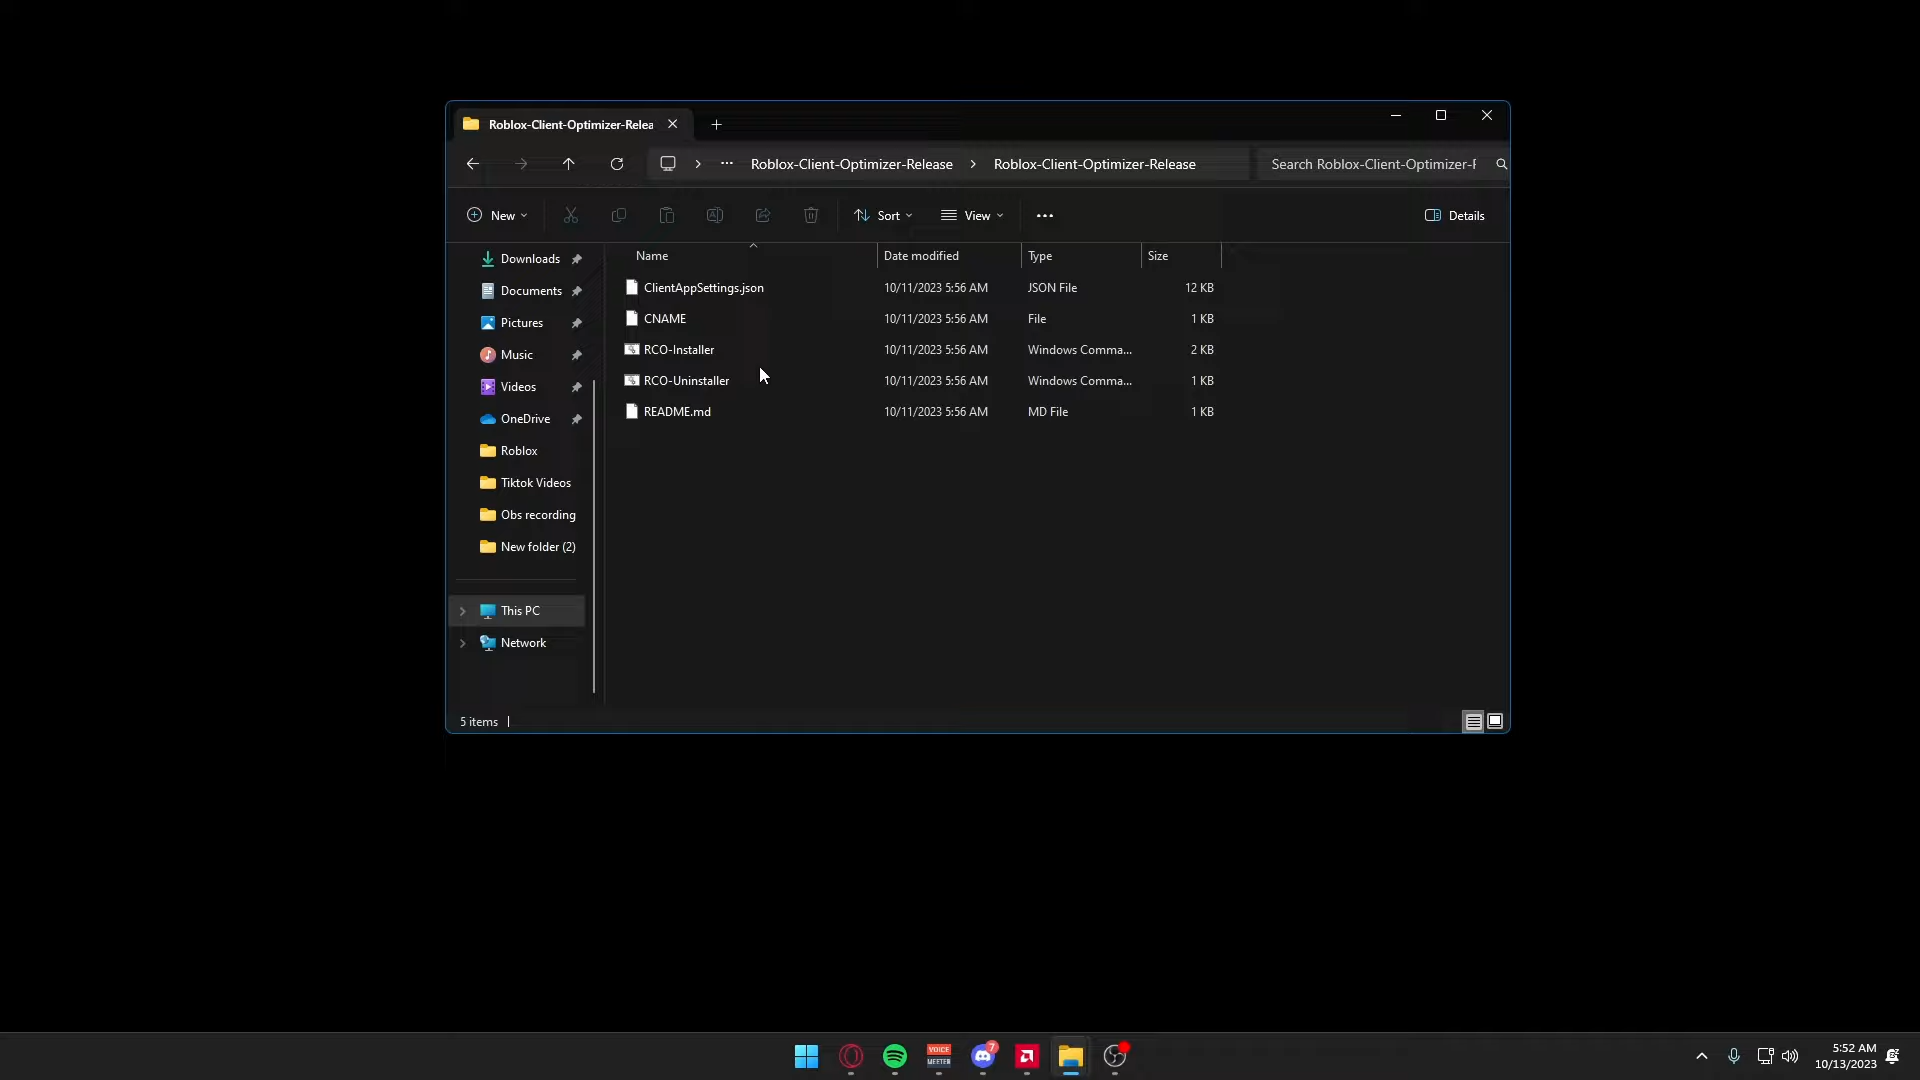 Roblox-Client-Optimizer-Relea
Roblox-Client-Optimizer-Release > Roblox-Client-Optimizer-Release
Search Roblox-Client-Optimizer-F
New
Sort
View
Details
Name
Date modified
Type
Size
Downloads
Documents
Pictures
Music
Videos
OneDrive
Roblox
Tiktok Videos
Obs recording
New folder (2)
This PC
Network
ClientAppSettings.json 10/11/2023 5:56 AM JSON File 12 KB
CNAME 10/11/2023 5:56 AM File 1 KB
RCO-Installer 10/11/2023 5:56 AM Windows Comma... 2 KB
RCO-Uninstaller 10/11/2023 5:56 AM Windows Comma... 1 KB
README.md 10/11/2023 5:56 AM MD File 1 KB
5 items
VOICE
MEETER
7
5:52 AM
10/13/2023